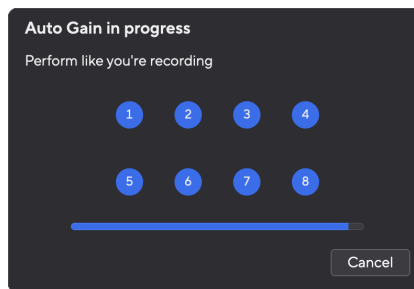 Auto Gain in progress
Perform like you're recording
1 2 3 4
5 6 7 8
Cancel